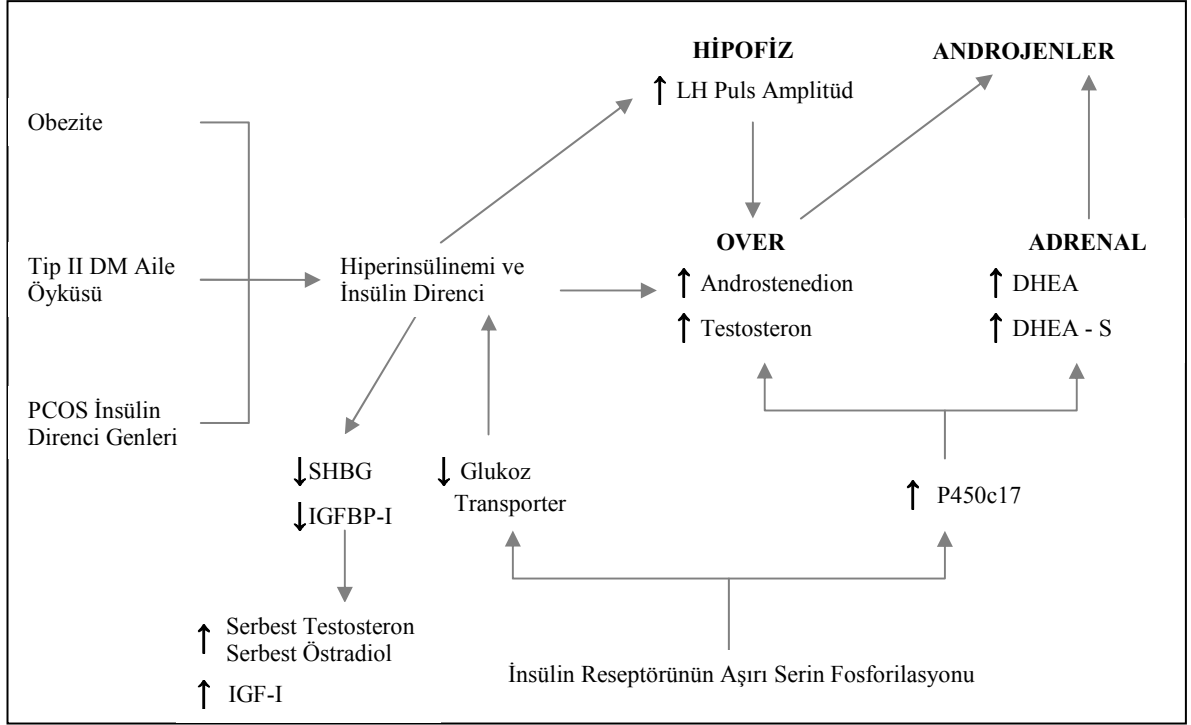 HİPOFİZ
↑ LH Puls Amplitüd
ANDROJENLER
Obezite
Tip II DM Aile
Öyküsü
PCOS İnsülin
Direnci Genleri
Hiperinsülinemi ve
İnsülin Direnci
OVER
↑ Androstenedion
↑ Testosteron
ADRENAL
↑ DHEA
↑ DHEA - S
↓SHBG
↓IGFBP-I
↓ Glukoz
Transporter
↑ P450c17
↑ Serbest Testosteron
Serbest Östradiol
↑ IGF-I
İnsülin Reseptörünün Aşırı Serin Fosforilasyonu